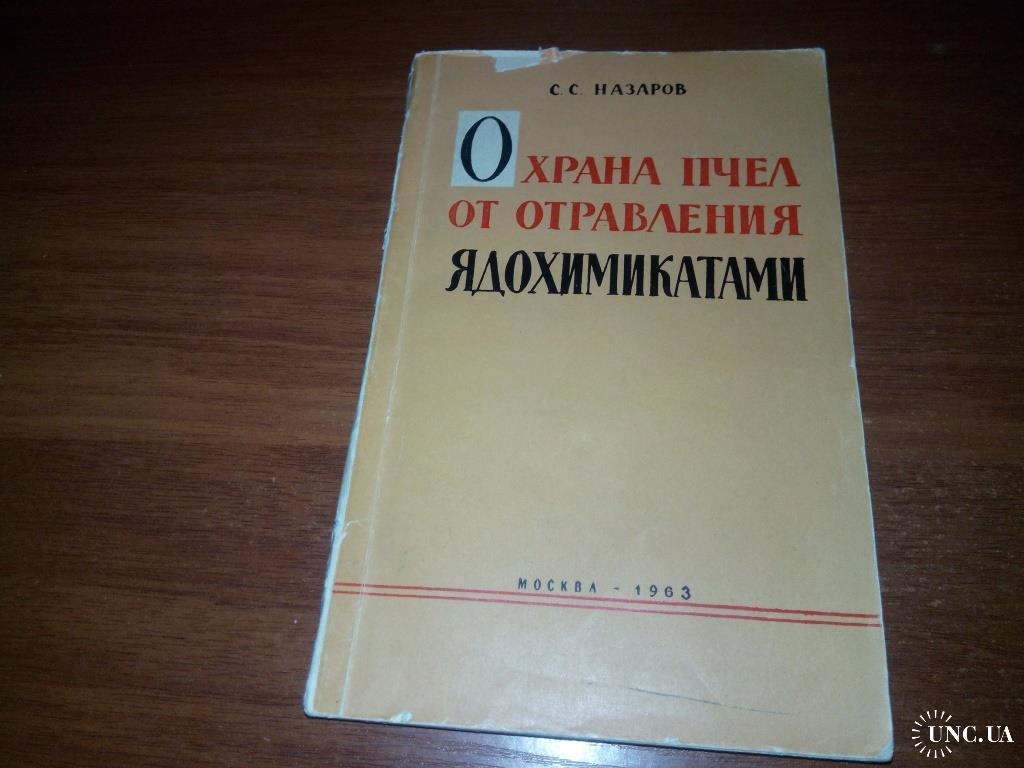 С. С. НАЗАРОВ
ОХРАНА ПЧЕЛ
ОТ ОТРАВЛЕНИЯ
ЯДОХИМИКАТАМИ
МОСКВА - 1963
UNC.UA